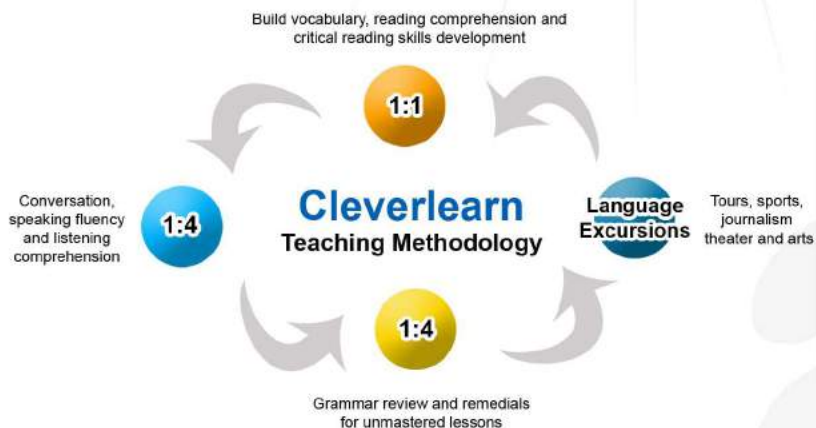 Build vocabulary, reading comprehension and
critical reading skills development
1:1
Conversation,
speaking fluency
and listening
comprehension
1:4
Cleverlearn
Teaching Methodology
Language
Excursions
Tours, sports,
journalism
theater and arts
1:4
Grammar review and remedials
for unmastered lessons